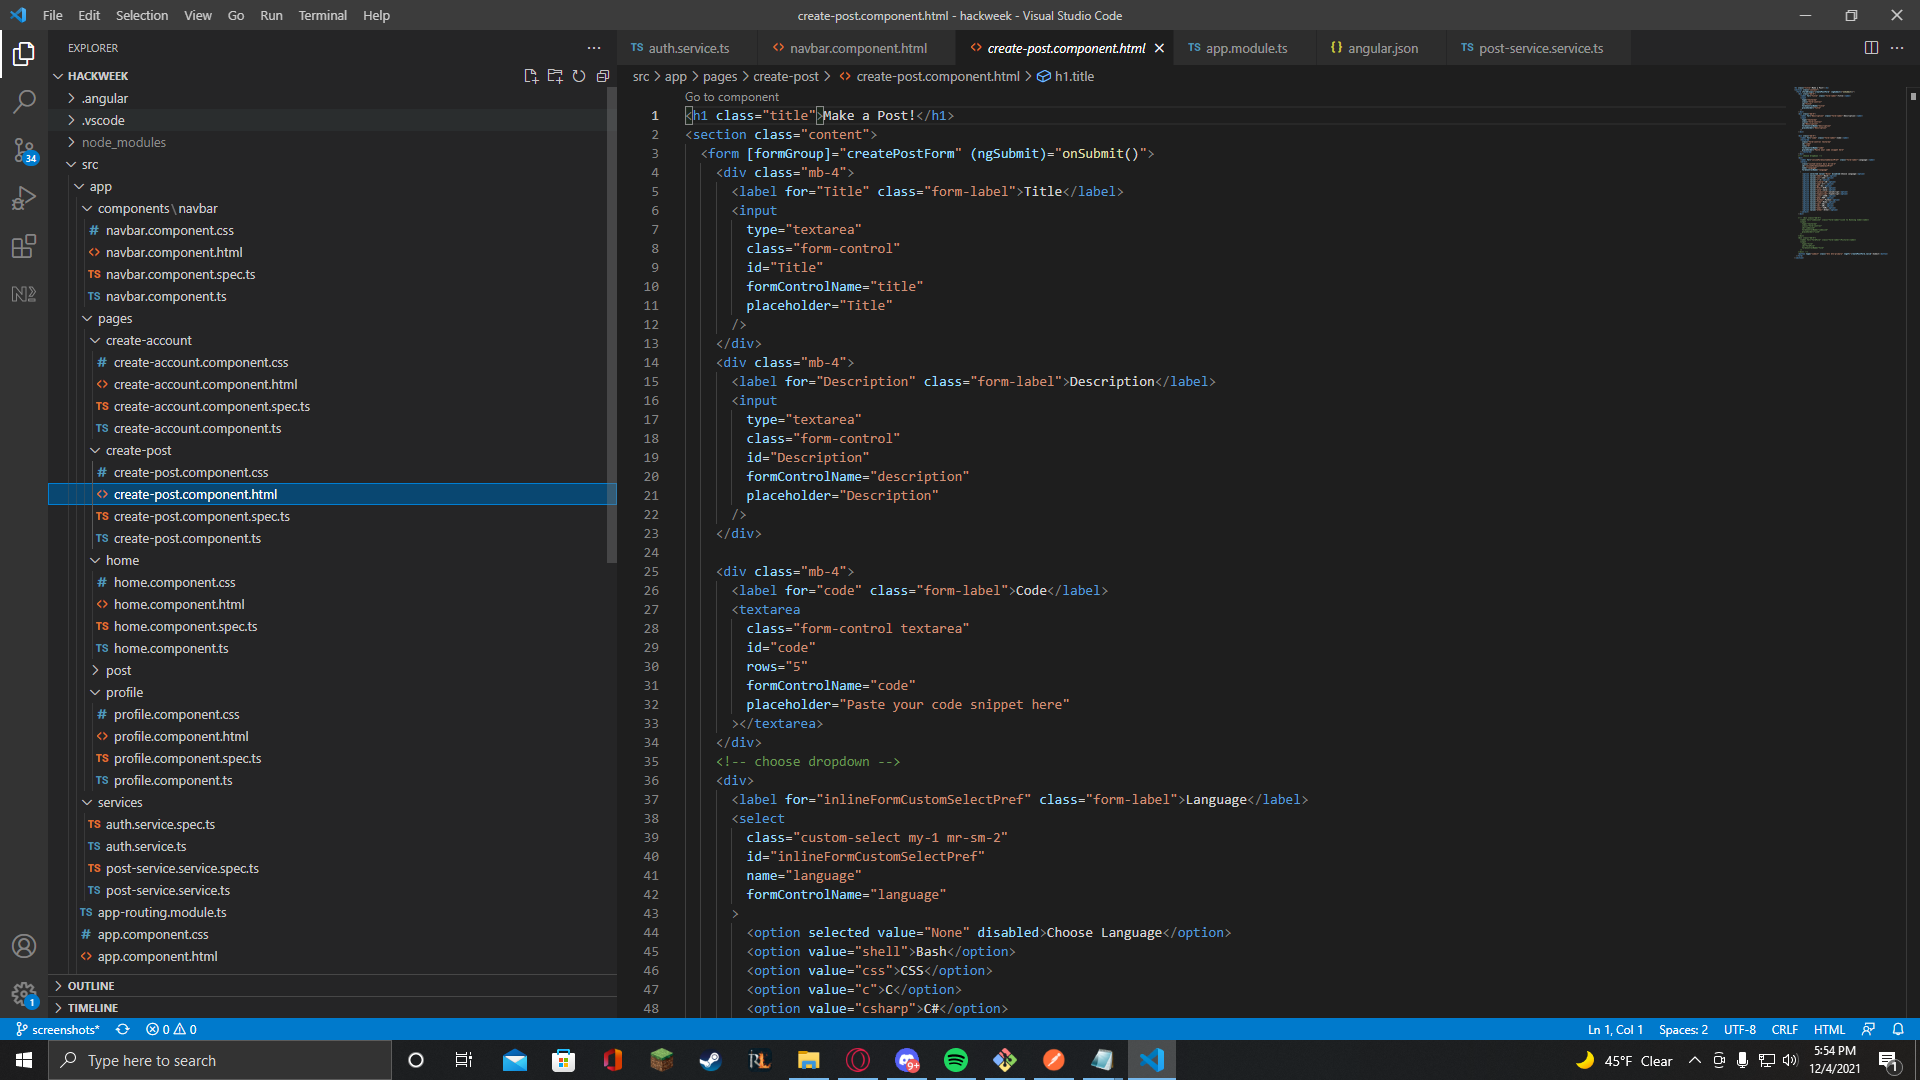 File Edit Selection View Go Run Terminal Help
create-post.component.html - hackweek - Visual Studio Code
EXPLORER
HACKWEEK
.angular
.vscode
node_modules
src
app
components\navbar
# navbar.component.css
<> navbar.component.html
TS navbar.component.spec.ts
TS navbar.component.ts
pages
create-account
# create-account.component.css
<> create-account.component.html
TS create-account.component.spec.ts
TS create-account.component.ts
create-post
# create-post.component.css
<> create-post.component.html
TS create-post.component.spec.ts
TS create-post.component.ts
home
# home.component.css
<> home.component.html
TS home.component.spec.ts
TS home.component.ts
post
profile
# profile.component.css
<> profile.component.html
TS profile.component.spec.ts
TS profile.component.ts
services
TS auth.service.spec.ts
TS auth.service.ts
TS post-service.service.spec.ts
TS post-service.service.ts
TS app-routing.module.ts
# app.component.css
<> app.component.html
OUTLINE
TIMELINE
34
1
TS auth.service.ts
<> navbar.component.html
<> create-post.component.html
TS app.module.ts
{} angular.json
TS post-service.service.ts
src > app > pages > create-post > <> create-post.component.html > h1.title
Go to component
1 <h1 class="title">Make a Post!</h1>
2 <section class="content">
3 <form [formGroup]="createPostForm" (ngSubmit)="onSubmit()">
4 <div class="mb-4">
5 <label for="Title" class="form-label">Title</label>
6 <input
7 type="textarea"
8 class="form-control"
9 id="Title"
10 formControlName="title"
11 placeholder="Title"
12 />
13 </div>
14 <div class="mb-4">
15 <label for="Description" class="form-label">Description</label>
16 <input
17 type="textarea"
18 class="form-control"
19 id="Description"
20 formControlName="description"
21 placeholder="Description"
22 />
23 </div>
24
25 <div class="mb-4">
26 <label for="code" class="form-label">Code</label>
27 <textarea
28 class="form-control textarea"
29 id="code"
30 rows="5"
31 formControlName="code"
32 placeholder="Paste your code snippet here"
33 ></textarea>
34 </div>
35 <!-- choose dropdown -->
36 <div>
37 <label for="inlineFormCustomSelectPref" class="form-label">Language</label>
38 <select
39 class="custom-select my-1 mr-sm-2"
40 id="inlineFormCustomSelectPref"
41 name="language"
42 formControlName="language"
43 >
44 <option selected value="None" disabled>Choose Language</option>
45 <option value="shell">Bash</option>
46 <option value="css">CSS</option>
47 <option value="c">C</option>
48 <option value="csharp">C#</option>
screenshots* 0 0
Ln 1, Col 1 Spaces: 2 UTF-8 CRLF HTML
Type here to search
RL
9+
45°F Clear
5:54 PM
12/4/2021
1